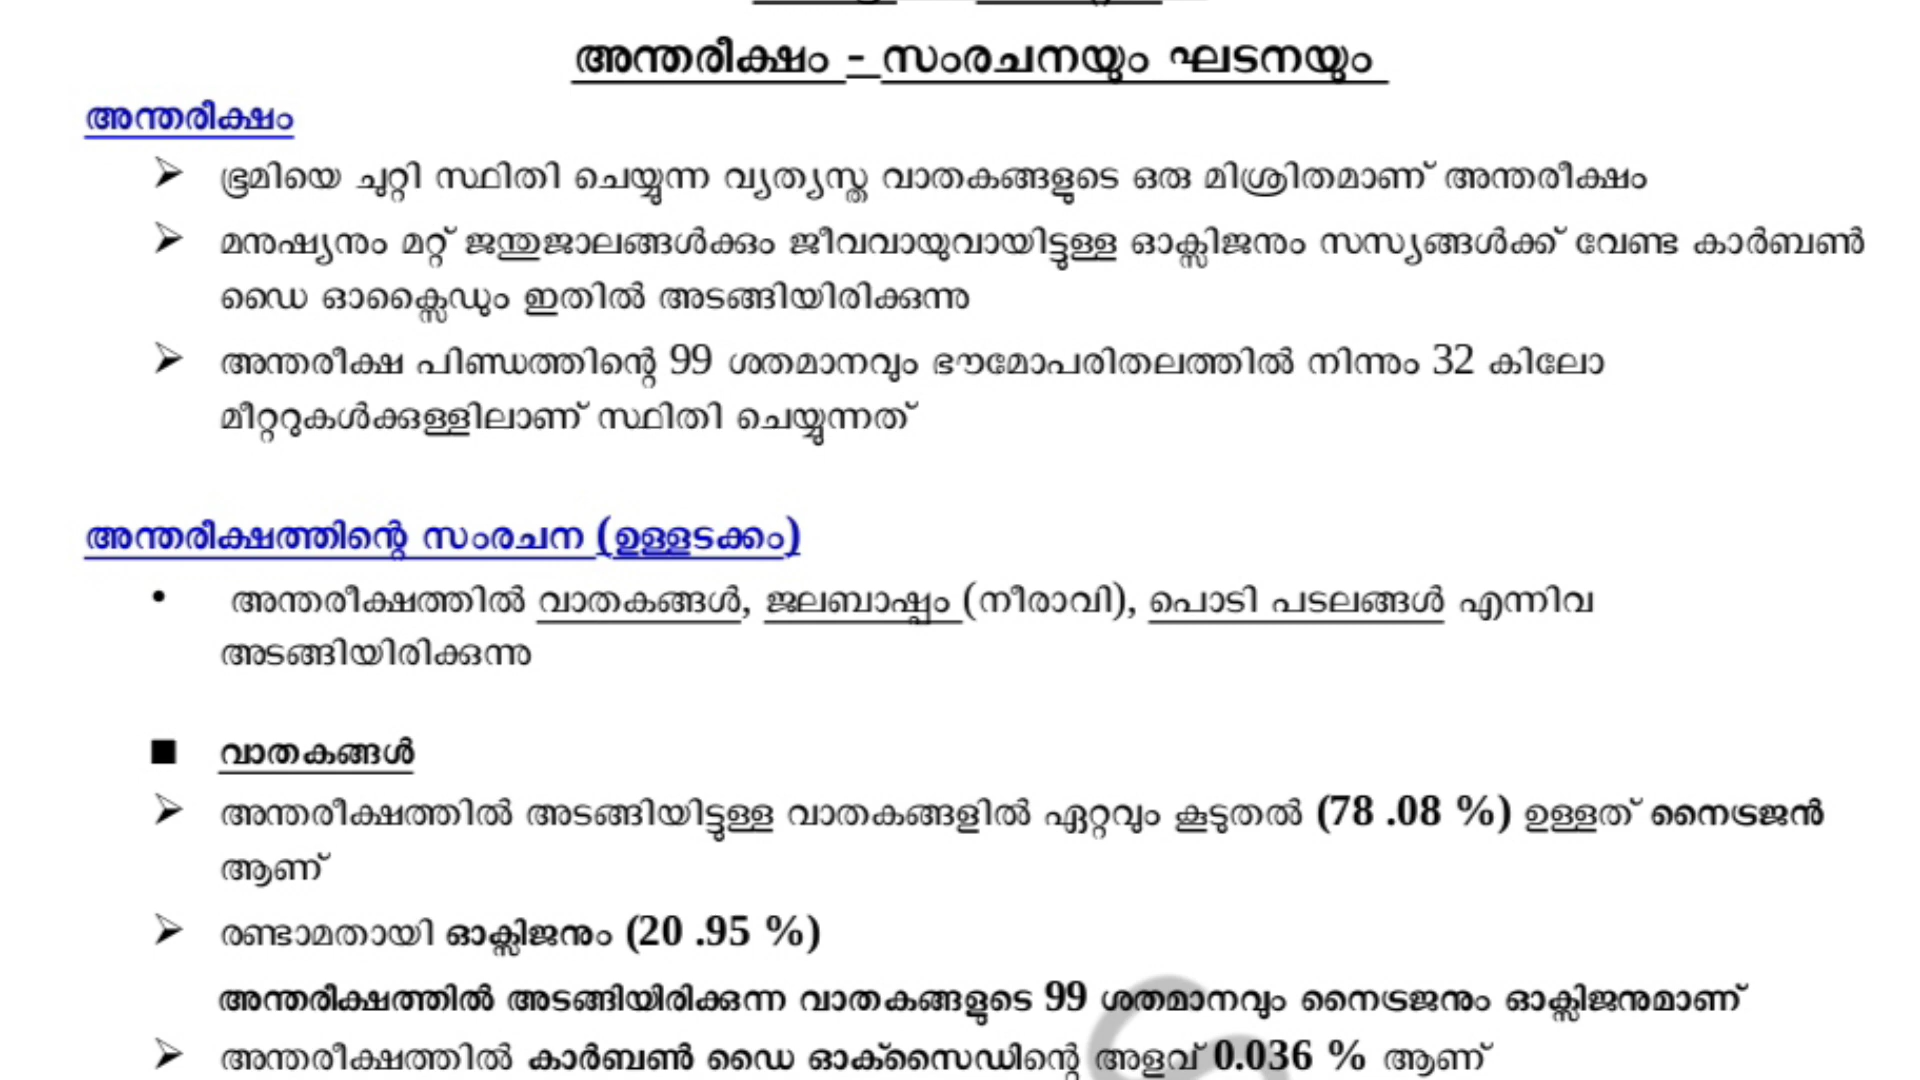 അന്തരീക്ഷം - സംരചനയും ഘടനയും
അന്തരീക്ഷം
➢ ഭൂമിയെ ചുറ്റി സ്ഥിതി ചെയ്യുന്ന വ്യത്യസ്ത വാതകങ്ങളുടെ ഒരു മിശ്രിതമാണ് അന്തരീക്ഷം
➢ മനുഷ്യനും മറ്റ് ജന്തുജാലങ്ങൾക്കും ജീവവായുവായിട്ടുള്ള ഓക്സിജനും സസ്യങ്ങൾക്ക് വേണ്ട കാർബൺ
ഡൈ ഓക്സൈഡും ഇതിൽ അടങ്ങിയിരിക്കുന്നു
➢ അന്തരീക്ഷ പിണ്ഡത്തിന്റെ 99 ശതമാനവും ഭൗമോപരിതലത്തിൽ നിന്നും 32 കിലോ
മീറ്ററുകൾക്കുള്ളിലാണ് സ്ഥിതി ചെയ്യുന്നത്
അന്തരീക്ഷത്തിന്റെ സംരചന (ഉള്ളടക്കം)
• അന്തരീക്ഷത്തിൽ വാതകങ്ങൾ, ജലബാഷ്പം (നീരാവി), പൊടി പടലങ്ങൾ എന്നിവ
അടങ്ങിയിരിക്കുന്നു
■ വാതകങ്ങൾ
➢ അന്തരീക്ഷത്തിൽ അടങ്ങിയിട്ടുള്ള വാതകങ്ങളിൽ ഏറ്റവും കൂടുതൽ (78 .08 %) ഉള്ളത് നൈട്രജൻ
ആണ്
➢ രണ്ടാമതായി ഓക്സിജനും (20 .95 %)
അന്തരീക്ഷത്തിൽ അടങ്ങിയിരിക്കുന്ന വാതകങ്ങളുടെ 99 ശതമാനവും നൈട്രജനും ഓക്സിജനുമാണ്
➢ അന്തരീക്ഷത്തിൽ കാർബൺ ഡൈ ഓക്സൈഡിന്റെ അളവ് 0.036 % ആണ്